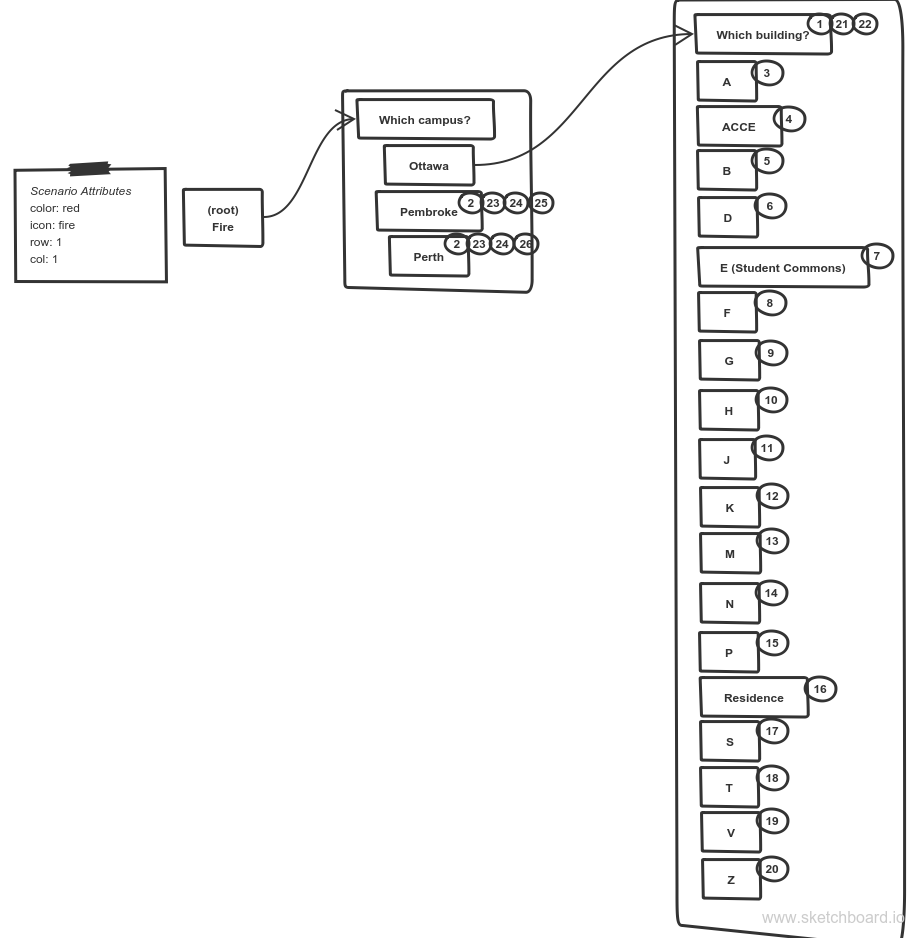 Which building? 1 21 22
A 3
ACCE 4
B 5
D 6
E (Student Commons) 7
F 8
G 9
H 10
J 11
K 12
M 13
N 14
P 15
Residence 16
S 17
T 18
V 19
Z 20
Which campus?
Ottawa
Pembroke 2 23 24 25
Perth 2 23 24 26
(root)
Fire
Scenario Attributes
color: red
icon: fire
row: 1
col: 1
www.sketchboard.io